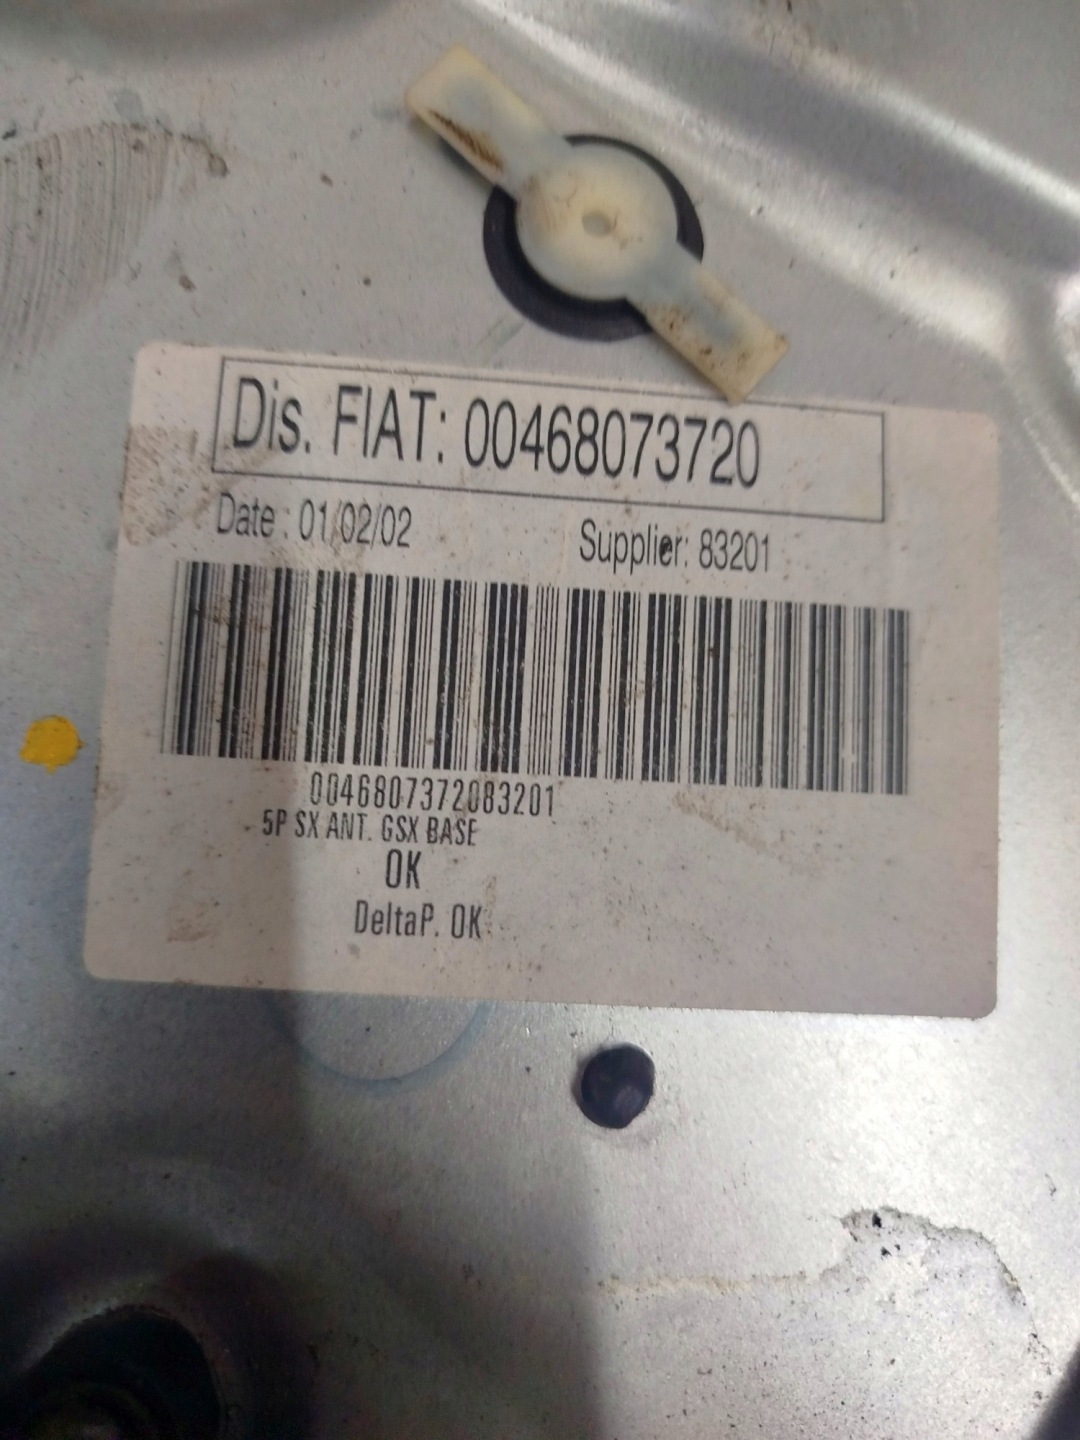 Dis. FIAT: 00468073720
Date : 01/02/02 Supplier: 83201
0046807372083201
5P SX ANT. GSX BASE
OK
DeltaP. OK